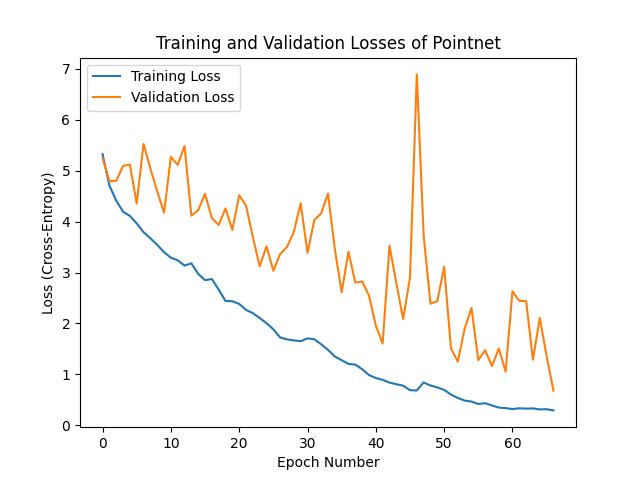 Training and Validation Losses of Pointnet
Training Loss
Validation Loss
Loss (Cross-Entropy)
7
6
5
4
3
2
1
0
0 10 20 30 40 50 60
Epoch Number